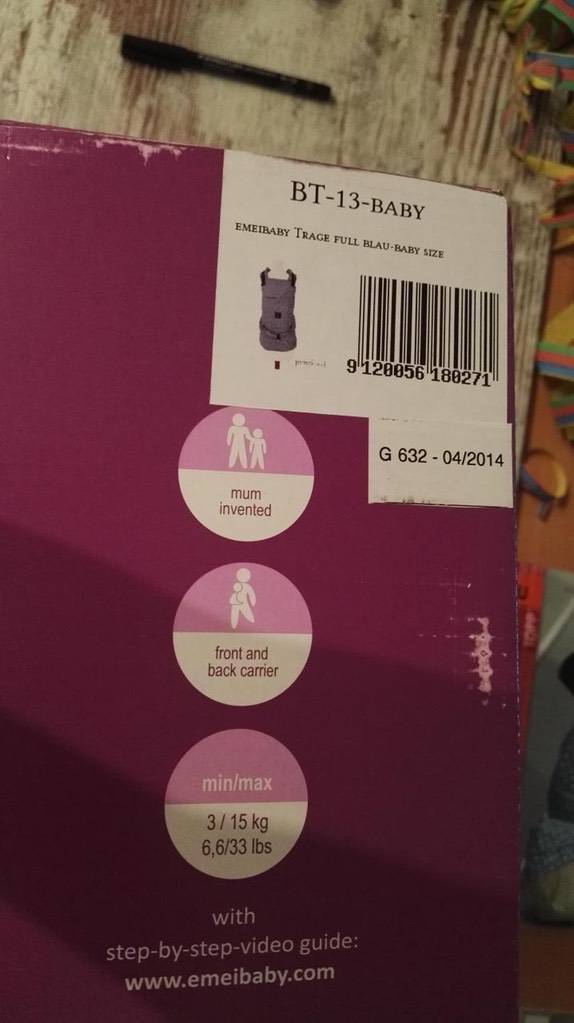 BT-13-BABY
EMEIBABY TRAGE FULL BLAU-BABY SIZE
9 120056 180271
G 632 - 04/2014
mum
invented
front and
back carrier
min/max
3 / 15 kg
6,6/33 lbs
with
step-by-step-video guide:
www.emeibaby.com